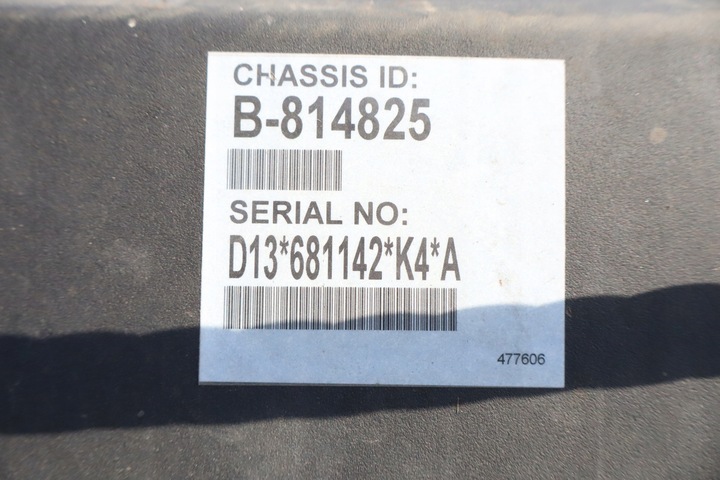 CHASSIS ID:
B-814825
SERIAL NO:
D13*681142*K4*A
477606